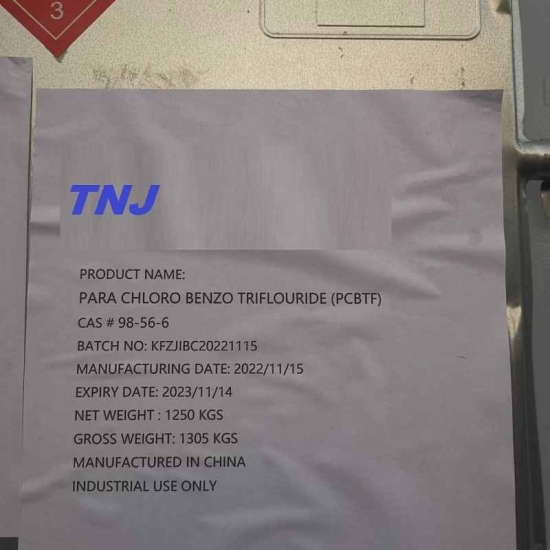 3
TNJ
PRODUCT NAME:
PARA CHLORO BENZO TRIFLOURIDE (PCBTF)
CAS # 98-56-6
BATCH NO: KFZJIBC20221115
MANUFACTURING DATE: 2022/11/15
EXPIRY DATE: 2023/11/14
NET WEIGHT : 1250 KGS
GROSS WEIGHT: 1305 KGS
MANUFACTURED IN CHINA
INDUSTRIAL USE ONLY